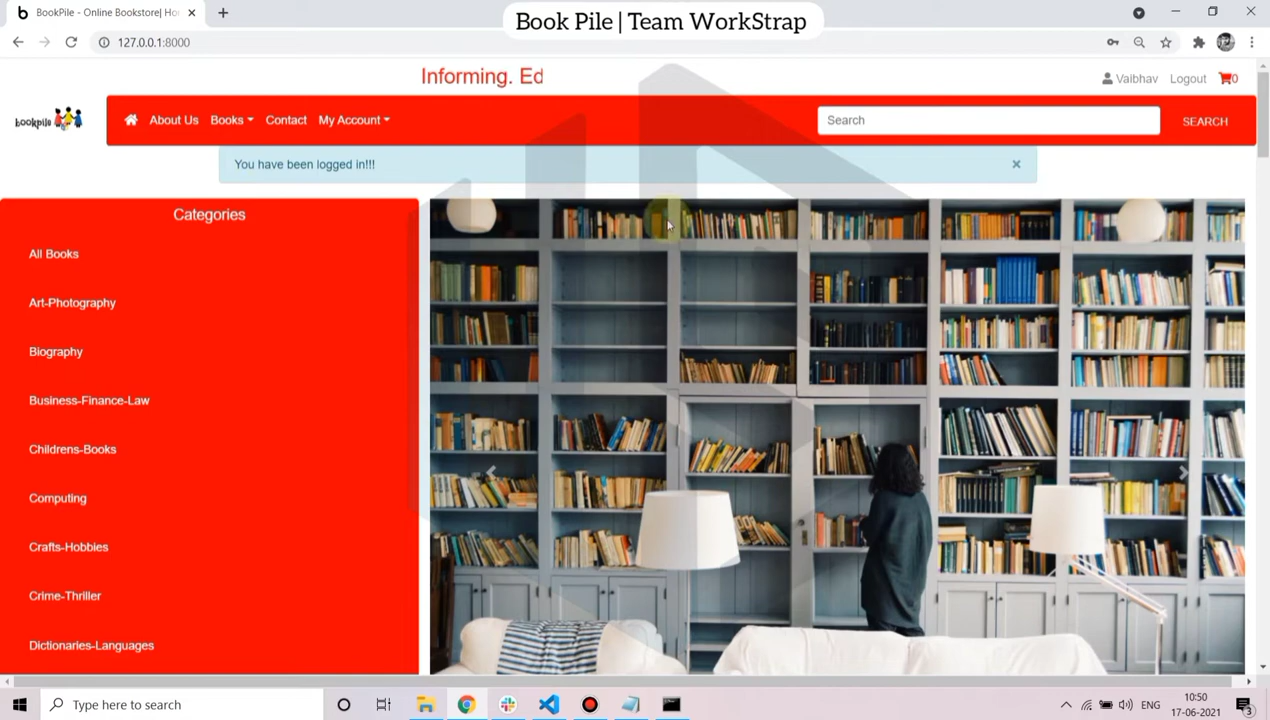 BookPile - Online Bookstore| Ho
Book Pile | Team WorkStrap
127.0.0.1:8000
Informing. Ed
Vaibhav Logout 0
bookpile
About Us Books Contact My Account Search SEARCH
You have been logged in!!!
Categories
All Books
Art-Photography
Biography
Business-Finance-Law
Childrens-Books
Computing
Crafts-Hobbies
Crime-Thriller
Dictionaries-Languages
Type here to search
ENG
10:50
17-06-2021
3